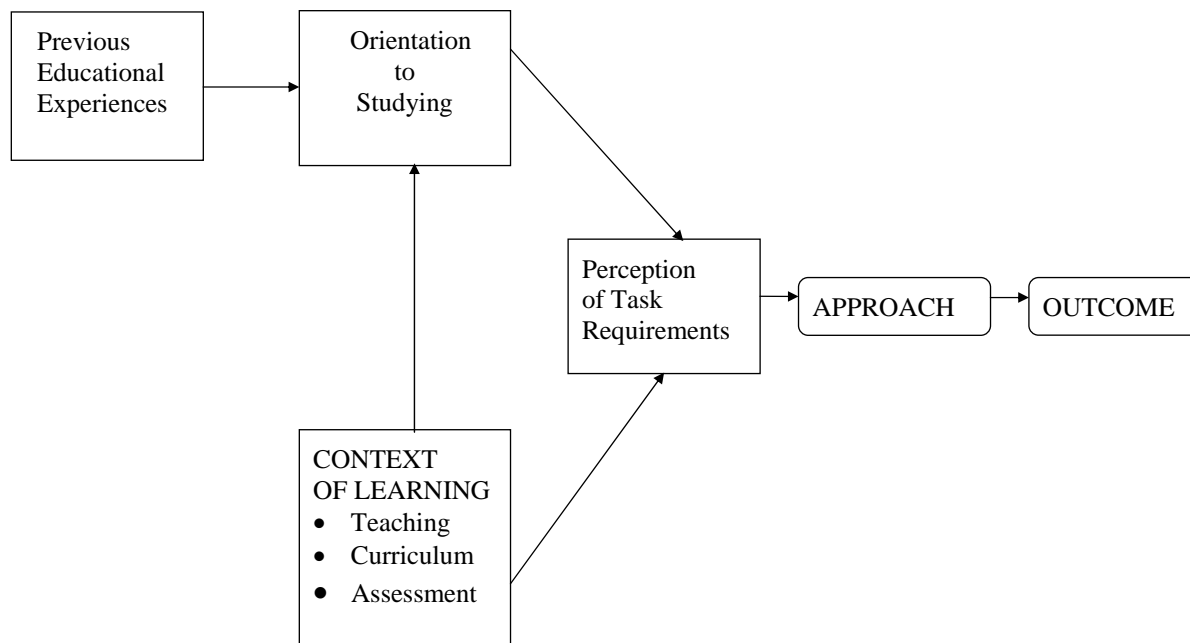 Previous
Educational
Experiences
Orientation
to
Studying
Perception
of Task
Requirements
APPROACH
OUTCOME
CONTEXT
OF LEARNING
• Teaching
• Curriculum
• Assessment